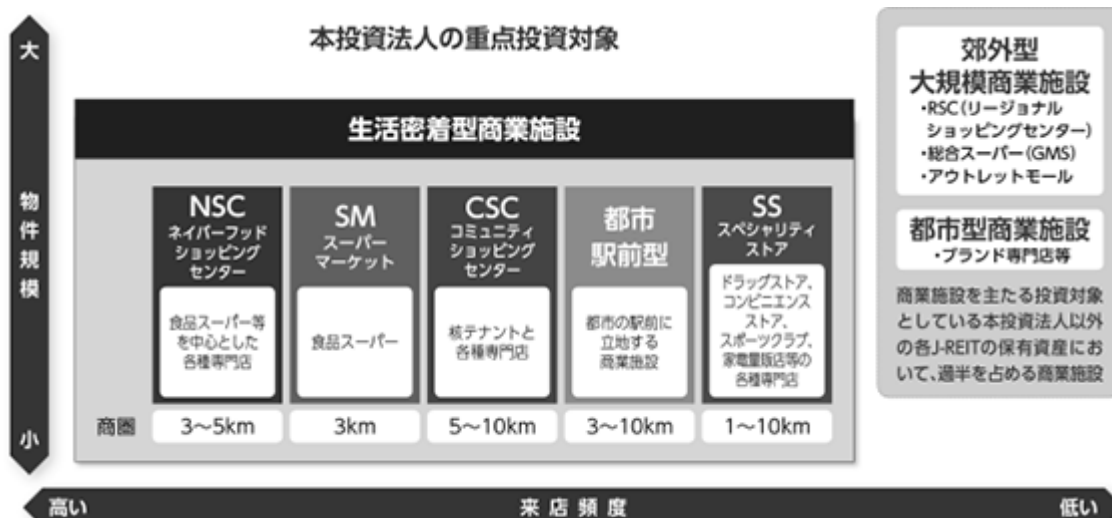 大
物件規模
小
本投資法人の重点投資対象
生活密着型商業施設
NSC
ネイバーフッド
ショッピング
センター
食品スーパー等
を中心とした
各種専門店
SM
スーパー
マーケット
食品スーパー
CSC
コミュニティ
ショッピング
センター
核テナントと
各種専門店
都市
駅前型
都市の駅前に
立地する
商業施設
SS
スペシャリティ
ストア
ドラッグストア、
コンビニエンス
ストア、
スポーツクラブ、
家電量販店等の
各種専門店
商圏
3〜5km
3km
5〜10km
3〜10km
1〜10km
郊外型
大規模商業施設
・RSC(リージョナル
ショッピングセンター)
・総合スーパー(GMS)
・アウトレットモール
都市型商業施設
・ブランド専門店等
商業施設を主たる投資対象
としている本投資法人以外
の各J-REITの保有資産にお
いて、過半を占める商業施設
高い
来店頻度
低い